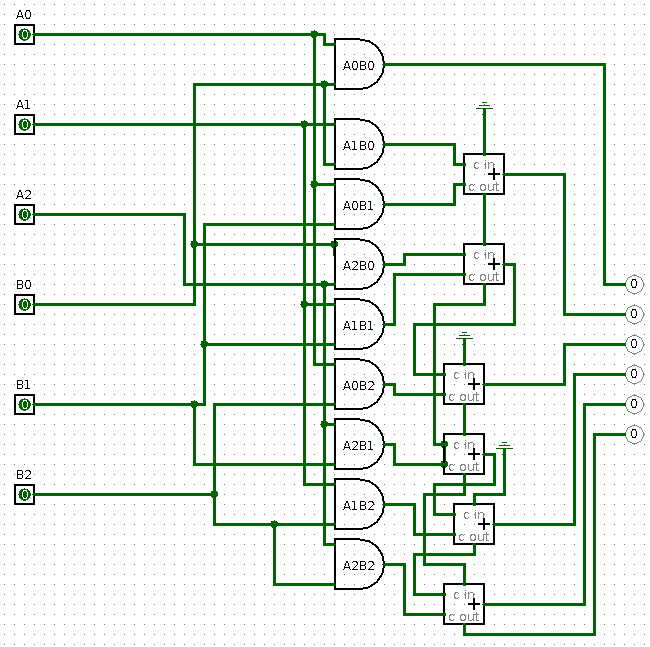 A0
0
A0B0
A1
0
A1B0
c in
+
c out
A2
0
A0B1
A2B0
c in
+
c out
B0
0
0
A1B1
0
0
A0B2
c in
+
c out
0
B1
0
0
A2B1
c in
+
c out
0
B2
0
A1B2
c in
+
c out
A2B2
c in
+
c out